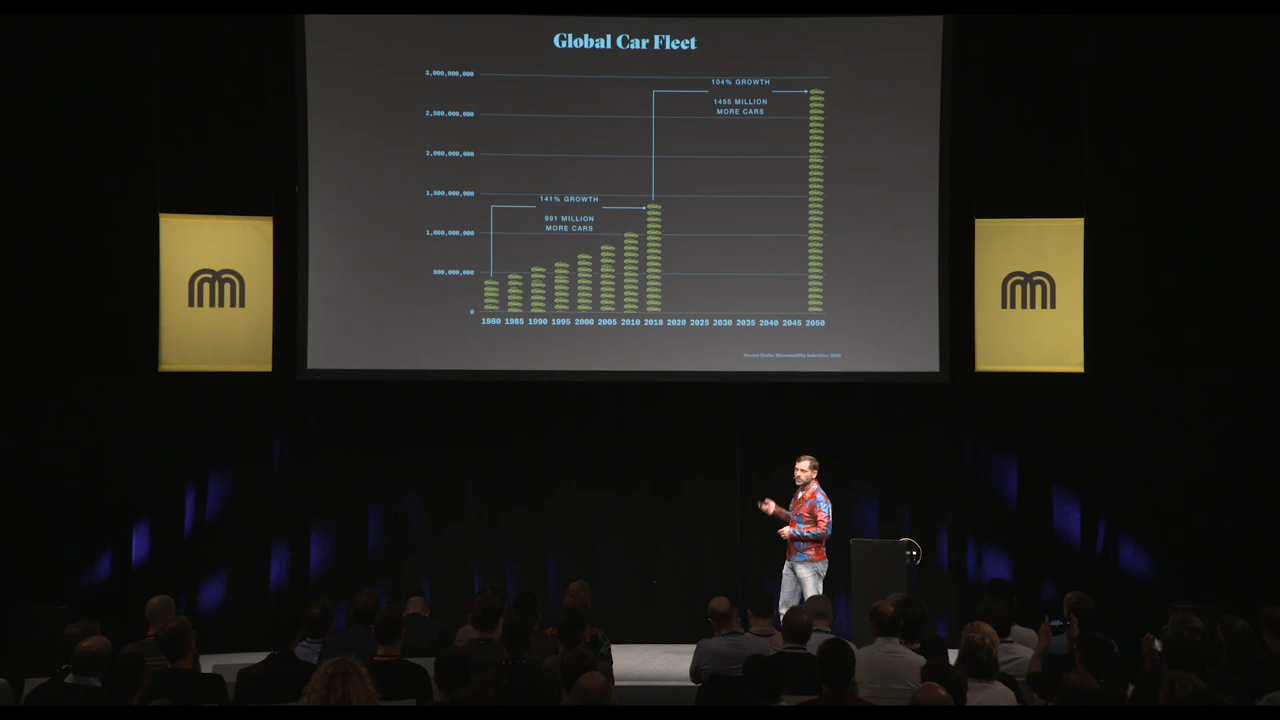 Global Car Fleet
3,000,000,000
104% GROWTH
1455 MILLION
MORE CARS
2,500,000,000
2,000,000,000
1,500,000,000
141% GROWTH
991 MILLION
MORE CARS
1,000,000,000
500,000,000
0
1980 1985 1990 1995 2000 2005 2010 2018 2020 2025 2030 2035 2040 2045 2050
Micromobility Industries